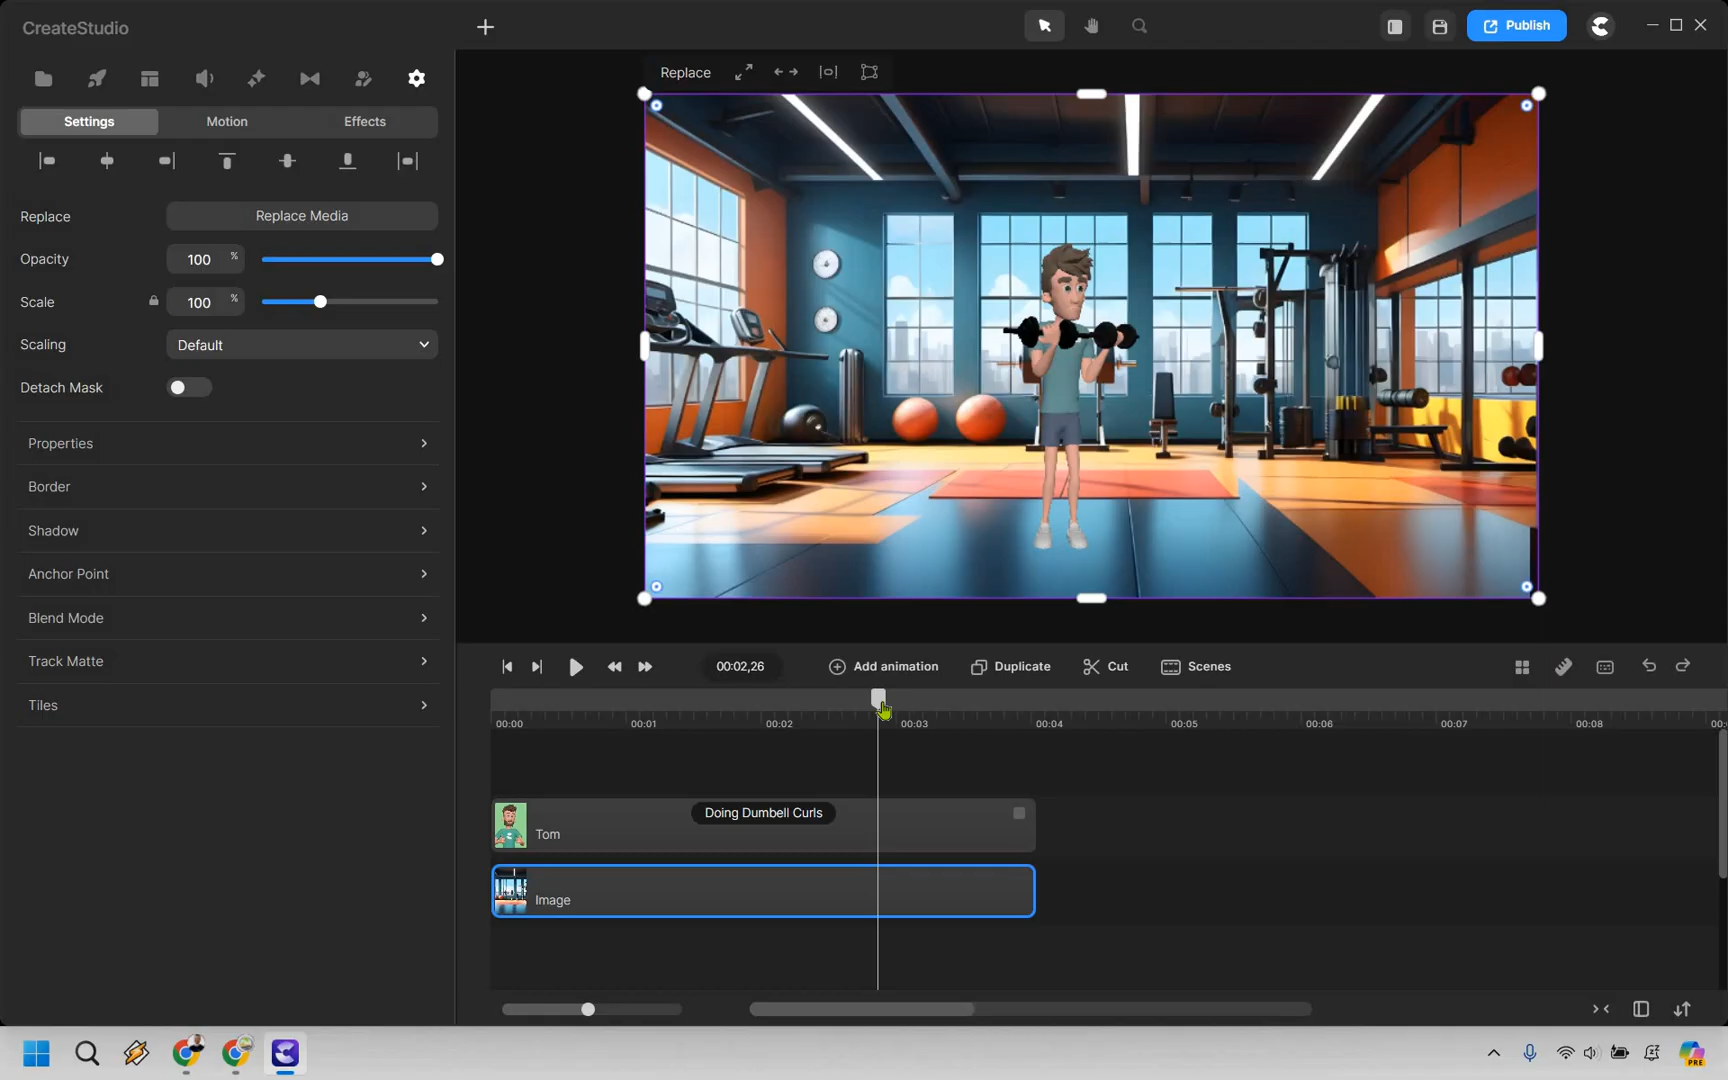 CreateStudio
Publish
Replace
Settings
Motion
Effects
Replace
Replace Media
Opacity
100 %
Scale
100 %
Scaling
Default
Detach Mask
Properties
Border
Shadow
Anchor Point
Blend Mode
Track Matte
Tiles
00:02,26
Add animation
Duplicate
Cut
Scenes
00:00
00:01
00:02
00:03
00:04
00:05
00:06
00:07
00:08
Doing Dumbell Curls
Tom
Image
PRE